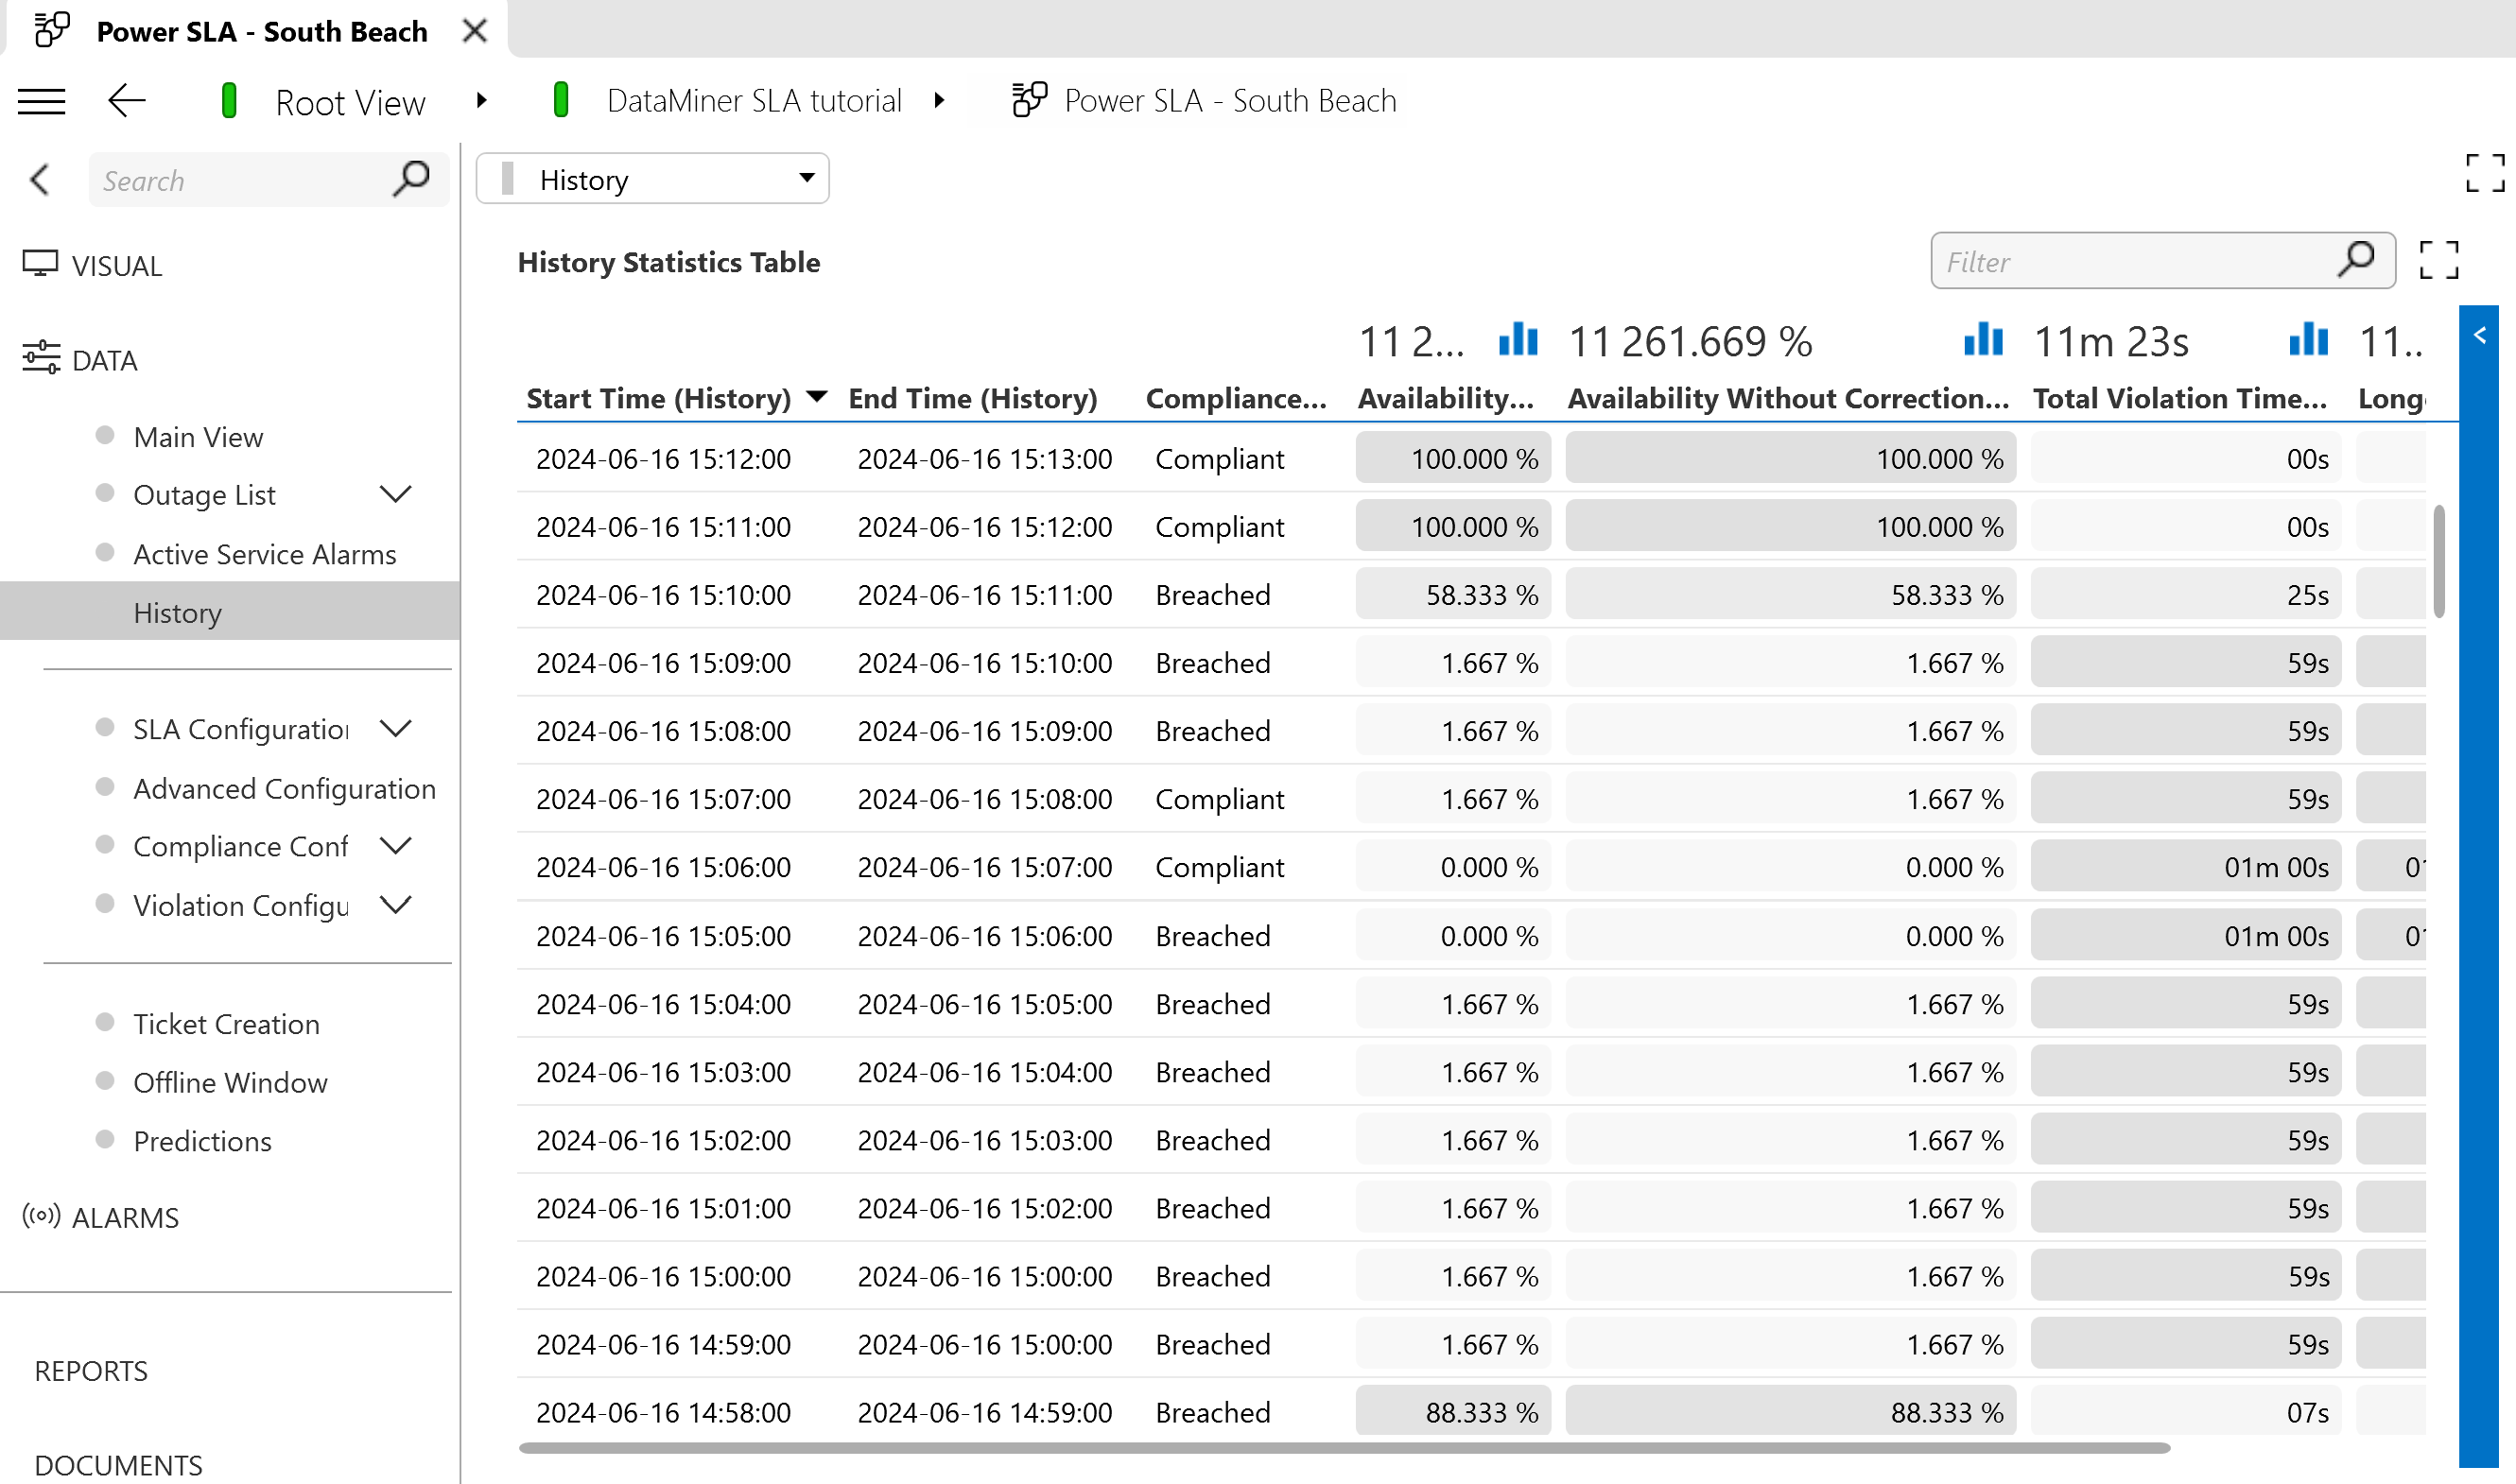 Power SLA - South Beach
Root View DataMiner SLA tutorial Power SLA - South Beach
Search
History
VISUAL
DATA
Main View
Outage List
Active Service Alarms
History
SLA Configuration
Advanced Configuration
Compliance Conf
Violation Configu
Ticket Creation
Offline Window
Predictions
ALARMS
REPORTS
DOCUMENTS
History Statistics Table
Filter
11 2... 11 261.669 % 11m 23s 11..
Start Time (History) End Time (History) Compliance... Availability... Availability Without Correction... Total Violation Time... Long
2024-06-16 15:12:00 2024-06-16 15:13:00 Compliant 100.000 % 100.000 % 00s
2024-06-16 15:11:00 2024-06-16 15:12:00 Compliant 100.000 % 100.000 % 00s
2024-06-16 15:10:00 2024-06-16 15:11:00 Breached 58.333 % 58.333 % 25s
2024-06-16 15:09:00 2024-06-16 15:10:00 Breached 1.667 % 1.667 % 59s
2024-06-16 15:08:00 2024-06-16 15:09:00 Breached 1.667 % 1.667 % 59s
2024-06-16 15:07:00 2024-06-16 15:08:00 Compliant 1.667 % 1.667 % 59s
2024-06-16 15:06:00 2024-06-16 15:07:00 Compliant 0.000 % 0.000 % 01m 00s 01
2024-06-16 15:05:00 2024-06-16 15:06:00 Breached 0.000 % 0.000 % 01m 00s 01
2024-06-16 15:04:00 2024-06-16 15:05:00 Breached 1.667 % 1.667 % 59s
2024-06-16 15:03:00 2024-06-16 15:04:00 Breached 1.667 % 1.667 % 59s
2024-06-16 15:02:00 2024-06-16 15:03:00 Breached 1.667 % 1.667 % 59s
2024-06-16 15:01:00 2024-06-16 15:02:00 Breached 1.667 % 1.667 % 59s
2024-06-16 15:00:00 2024-06-16 15:00:00 Breached 1.667 % 1.667 % 59s
2024-06-16 14:59:00 2024-06-16 15:00:00 Breached 1.667 % 1.667 % 59s
2024-06-16 14:58:00 2024-06-16 14:59:00 Breached 88.333 % 88.333 % 07s